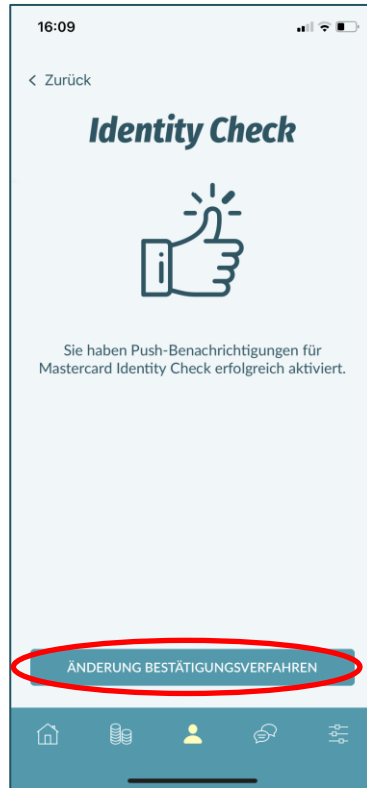 16:09
< Zurück
Identity Check
Sie haben Push-Benachrichtigungen für
Mastercard Identity Check erfolgreich aktiviert.
ÄNDERUNG BESTÄTIGUNGSVERFAHREN